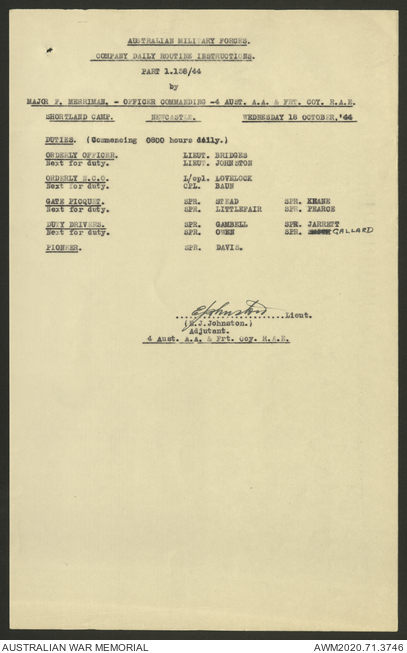 AUSTRALIAN MILITARY FORCES.
COMPANY DAILY ROUTINE INSTRUCTIONS.
PART 1.158/44
by
MAJOR F. MERRIMAN. - OFFICER COMMANDING -4 AUST. A.A. & FRT. COY. R.A.E.
SHORTLAND CAMP. NEWCASTLE. WEDNESDAY 18 OCTOBER,'44
DUTIES. (Commencing 0800 hours daily.)
ORDERLY OFFICER. LIEUT. BRIDGES
Next for duty. LIEUT. JOHNSTON
ORDERLY N.C.O. L/cpl. LOVELOCK
Next for duty. CPL. BAUN
GATE PICQUET. SPR. STEAD SPR. KEANE
Next for duty. SPR. LITTLEFAIR SPR. PEARCE
DUTY DRIVERS. SPR. GAMBELL SPR. JARRETT
Next for duty. SPR. OWEN SPR. GALLARD
PIONEER. SPR. DAVIS.
EJohnston
....................Lieut.
(E.J.Johnston.)
Adjutant.
4 Aust. A.A. & Frt. Coy. R.A.E.
AUSTRALIAN WAR MEMORIAL AWM2020.71.3746